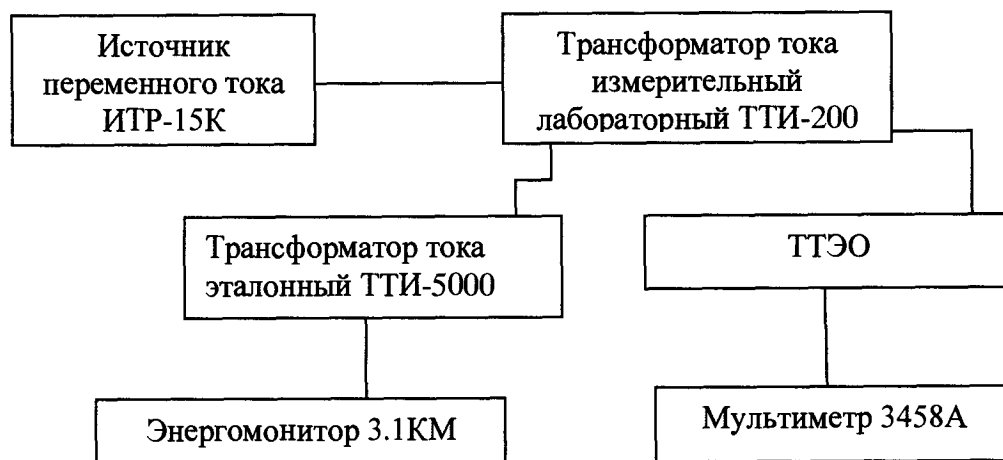 Источник
переменного тока
ИТР-15К
Трансформатор тока
измерительный
лабораторный ТТИ-200
Трансформатор тока
эталонный ТТИ-5000
ТТЭО
Энергомонитор 3.1КМ
Мультиметр 3458А